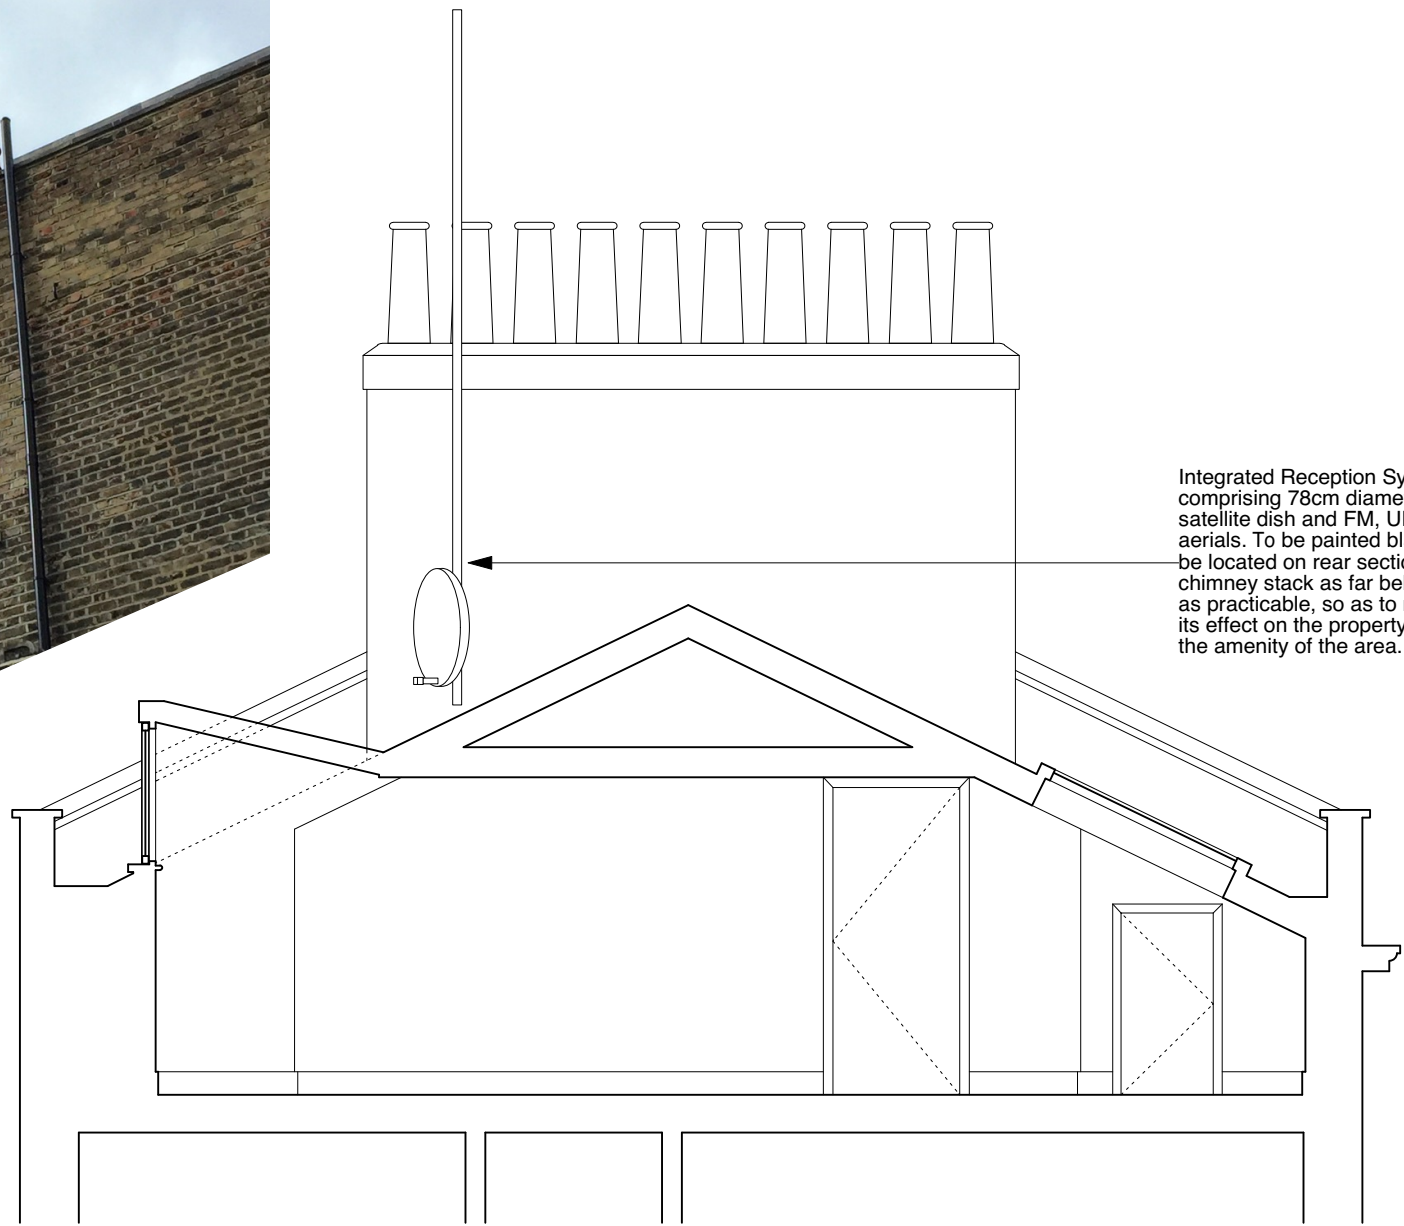 Integrated Reception Sy
comprising 78cm diame
satellite dish and FM, U
aerials. To be painted bl
be located on rear sectio
chimney stack as far bel
as practicable, so as to
its effect on the property
the amenity of the area.